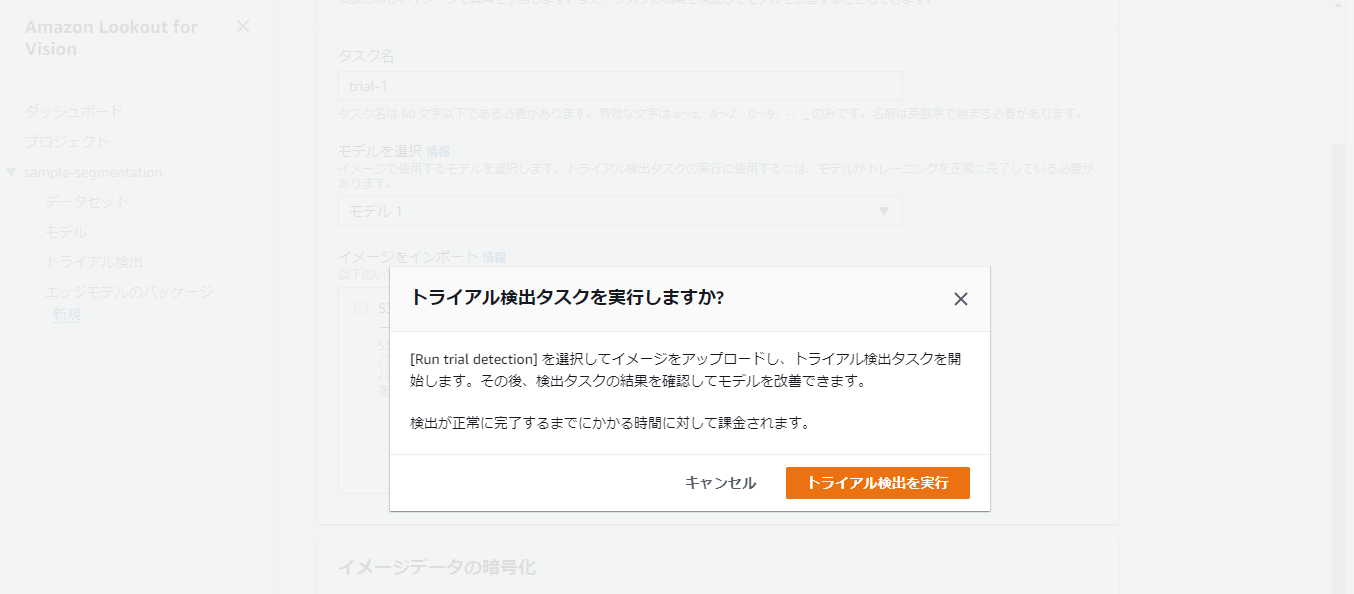 Amazon Lookout for
Vision
ダッシュボード
プロジェクト
sample-segmentation
データセット
モデル
トライアル検出
エッジモデルのパッケージ
新規
タスク名
trial-1
タスク名は 60 文字以下である必要があります。有効な文字は a～z、A～Z、0～9、-、_ のみです。名前は英数字で始まる必要があります。
モデルを選択 情報
イメージで使用するモデルを選択します。トライアル検出タスクの実行に使用するには、モデルがトレーニングを正常に完了している必要が
あります。
モデル 1
イメージをインポート 情報
以下のい
トライアル検出タスクを実行しますか?
[Run trial detection] を選択してイメージをアップロードし、トライアル検出タスクを開
始します。その後、検出タスクの結果を確認してモデルを改善できます。
検出が正常に完了するまでにかかる時間に対して課金されます。
キャンセル
トライアル検出を実行
イメージデータの暗号化